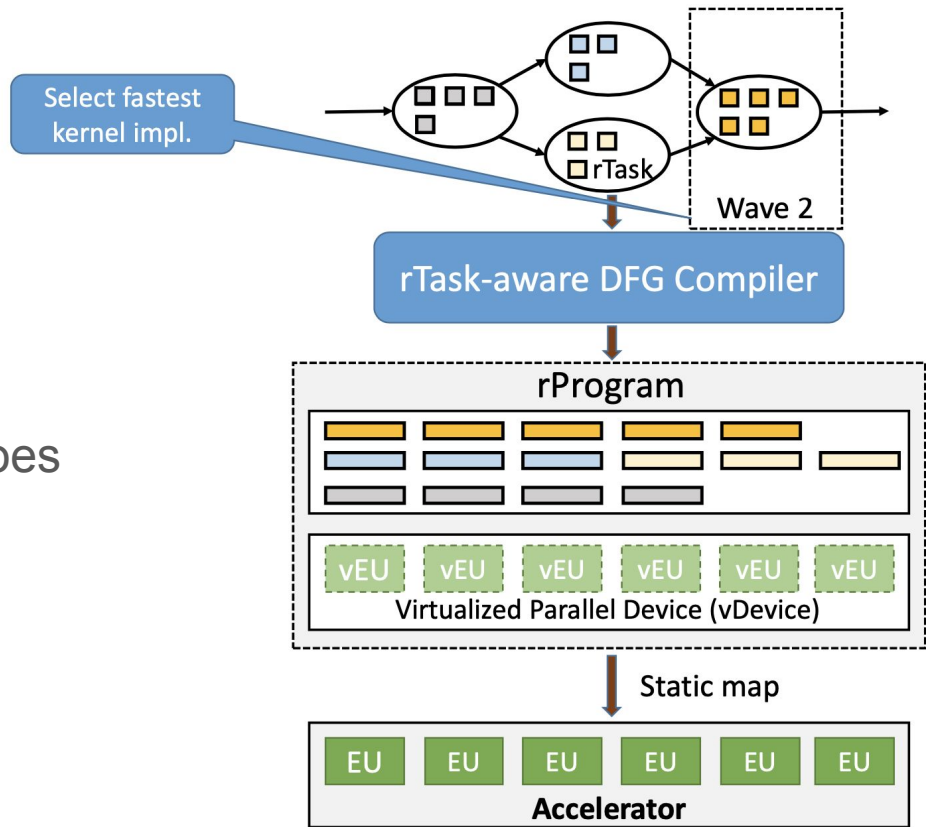 Select fastest
kernel impl.
rTask
Wave 2
rTask-aware DFG Compiler
rProgram
vEU vEU vEU vEU vEU vEU
Virtualized Parallel Device (vDevice)
Static map
EU EU EU EU EU EU
Accelerator